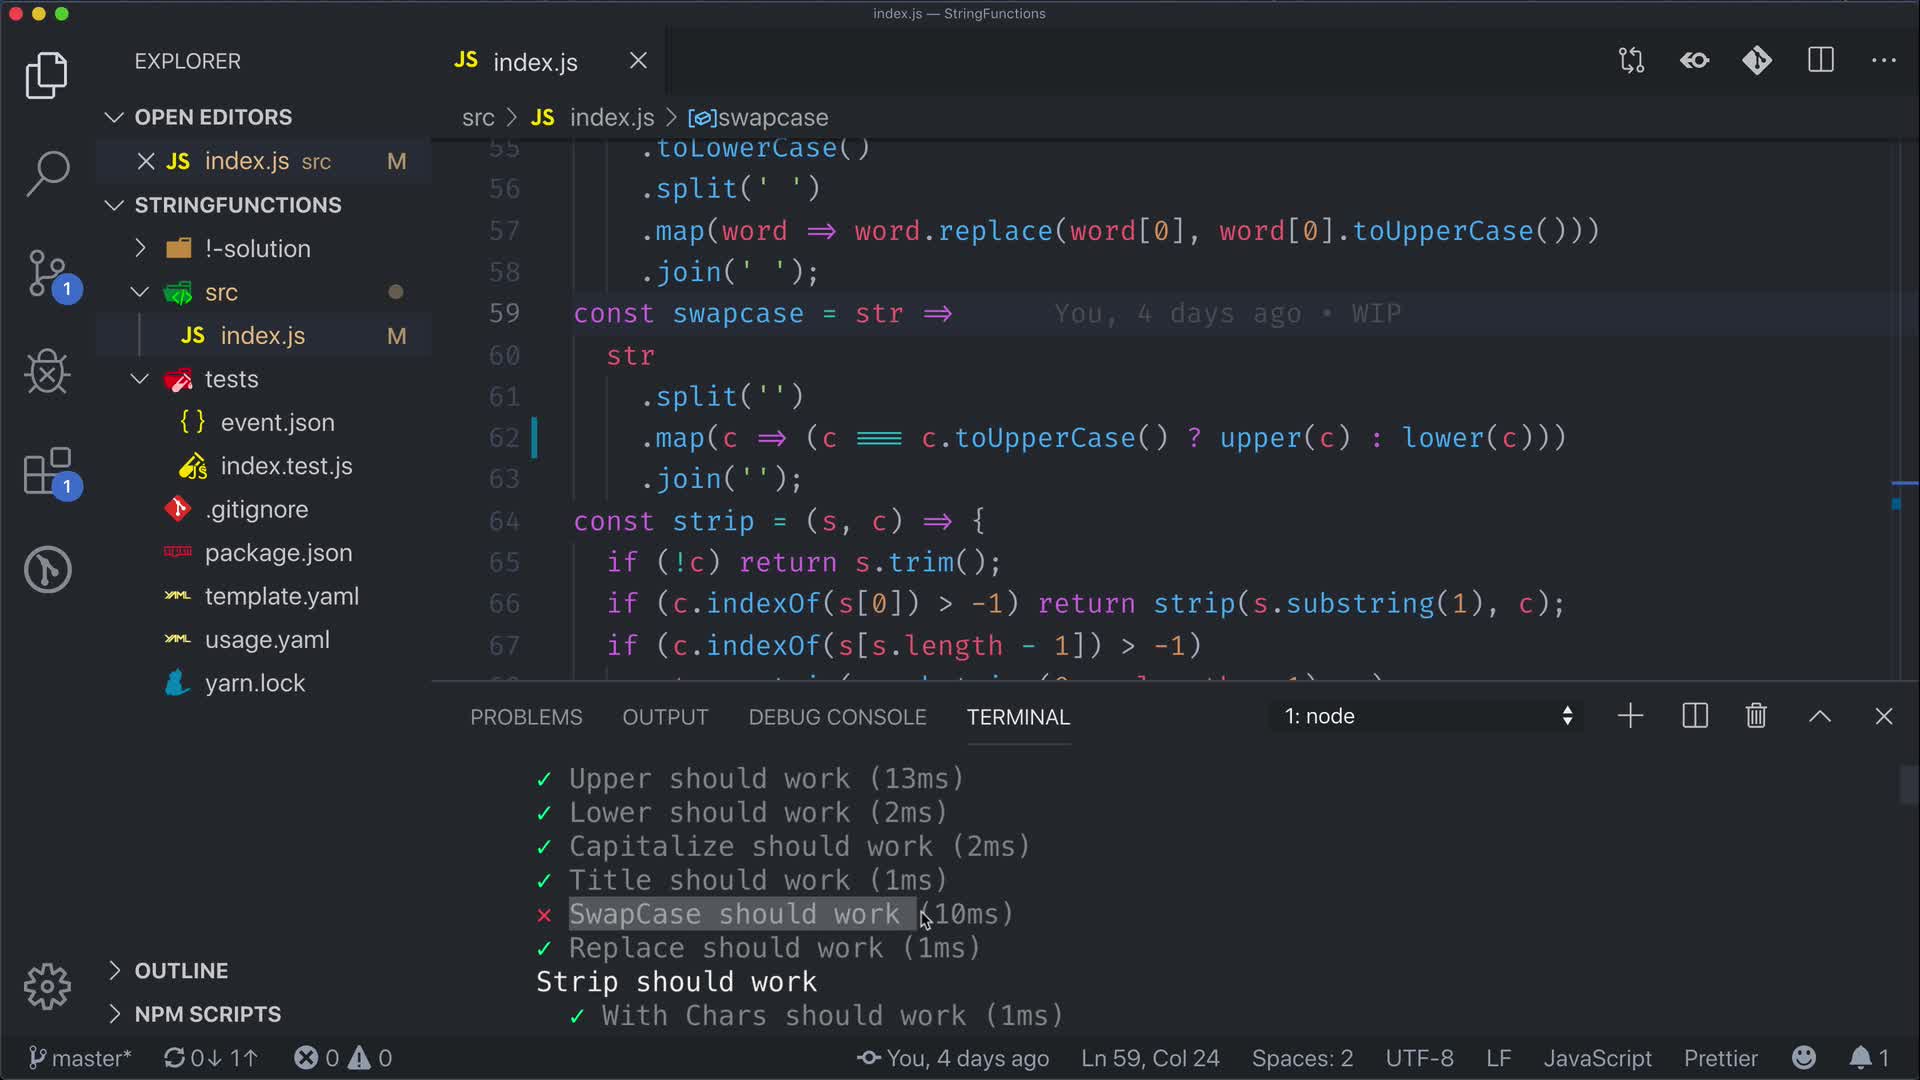 index.js — StringFunctions
EXPLORER
OPEN EDITORS
JS index.js src M
STRINGFUNCTIONS
!-solution
src
JS index.js M
tests
{ } event.json
index.test.js
.gitignore
package.json
template.yaml
usage.yaml
yarn.lock
OUTLINE
NPM SCRIPTS
1
1
JS index.js
src > JS index.js > swapcase
55 .toLowerCase()
56 .split(' ')
57 .map(word => word.replace(word[0], word[0].toUpperCase()))
58 .join(' ');
59 const swapcase = str => You, 4 days ago • WIP
60 str
61 .split('')
62 .map(c => (c === c.toUpperCase() ? upper(c) : lower(c)))
63 .join('');
64 const strip = (s, c) => {
65 if (!c) return s.trim();
66 if (c.indexOf(s[0]) > -1) return strip(s.substring(1), c);
67 if (c.indexOf(s[s.length - 1]) > -1)
PROBLEMS OUTPUT DEBUG CONSOLE TERMINAL 1: node
✓ Upper should work (13ms)
✓ Lower should work (2ms)
✓ Capitalize should work (2ms)
✓ Title should work (1ms)
✕ SwapCase should work (10ms)
✓ Replace should work (1ms)
Strip should work
✓ With Chars should work (1ms)
master* 0↓ 1↑ 0 0 You, 4 days ago Ln 59, Col 24 Spaces: 2 UTF-8 LF JavaScript Prettier 1